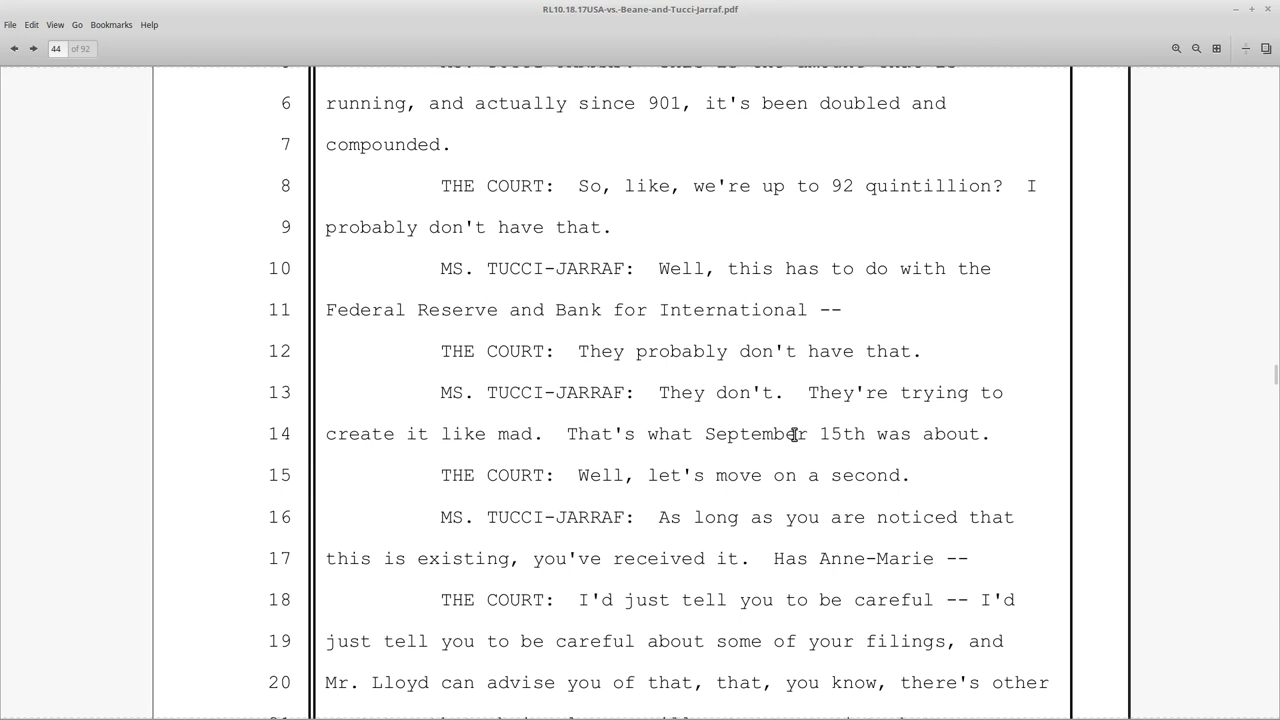 RL10.18.17USA-vs.-Beane-and-Tucci-Jarraf.pdf
File Edit View Go Bookmarks Help
44 of 92
6 running, and actually since 901, it's been doubled and
7 compounded.
8 THE COURT: So, like, we're up to 92 quintillion? I
9 probably don't have that.
10 MS. TUCCI-JARRAF: Well, this has to do with the
11 Federal Reserve and Bank for International --
12 THE COURT: They probably don't have that.
13 MS. TUCCI-JARRAF: They don't. They're trying to
14 create it like mad. That's what September 15th was about.
15 THE COURT: Well, let's move on a second.
16 MS. TUCCI-JARRAF: As long as you are noticed that
17 this is existing, you've received it. Has Anne-Marie --
18 THE COURT: I'd just tell you to be careful -- I'd
19 just tell you to be careful about some of your filings, and
20 Mr. Lloyd can advise you of that, that, you know, there's other